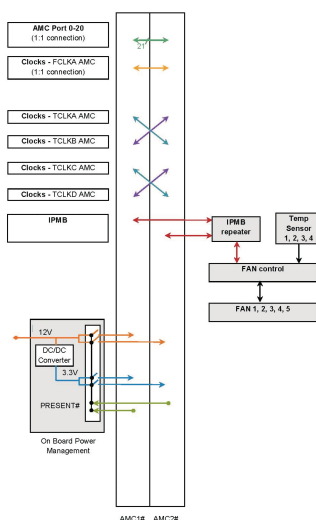 AMC Port 0-20
(1:1 connection)
21
Clocks - FCLKA AMC
(1:1 connection)
Clocks - TCLKA AMC
Clocks - TCLKB AMC
Clocks - TCLKC AMC
Clocks - TCLKD AMC
IPMB
IPMB
repeater
Temp
Sensor
1, 2, 3, 4
FAN control
FAN 1, 2, 3, 4, 5
12V
DC/DC
Converter
3.3V
PRESENT#
On Board Power
Management
AMC1# AMC2#